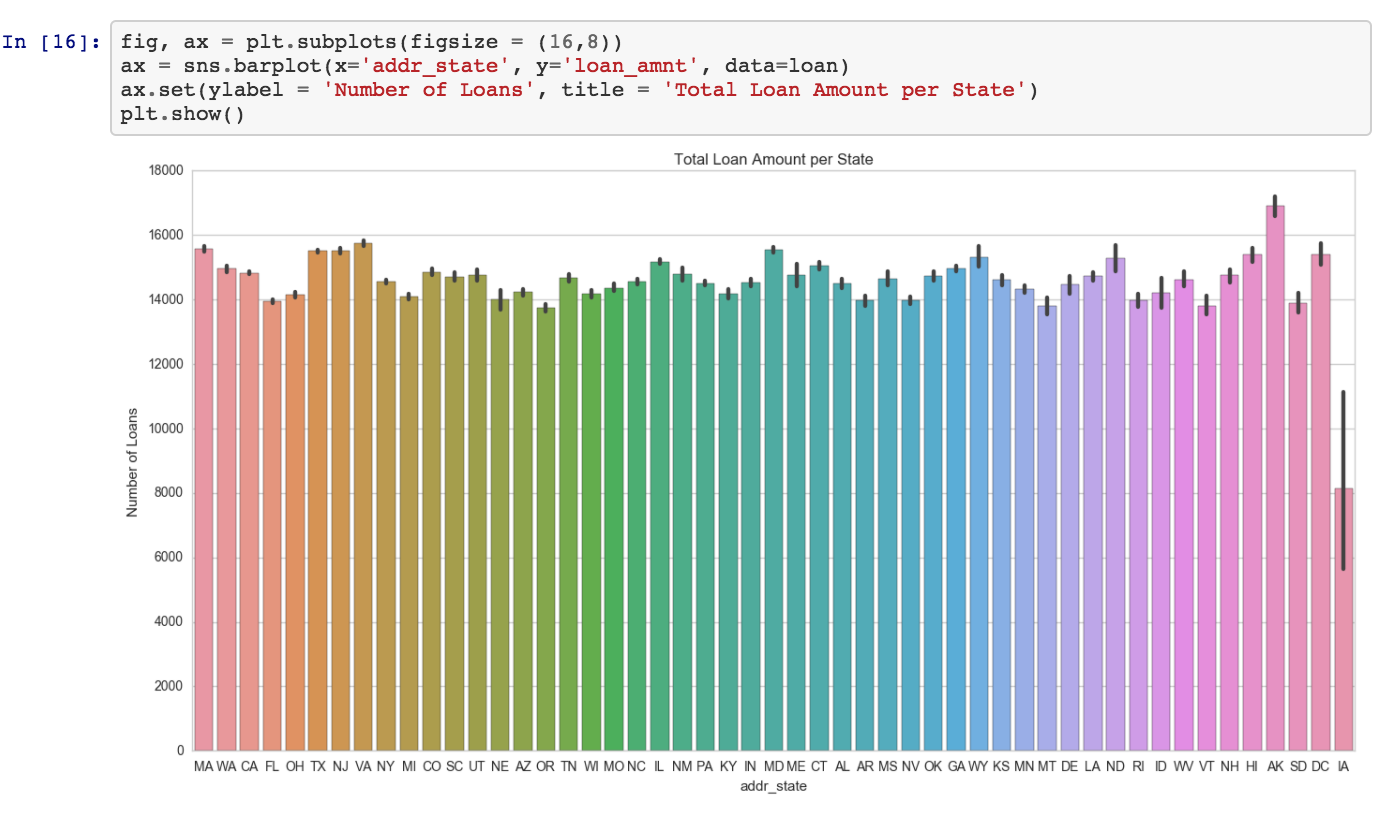 In [16]:
fig, ax = plt.subplots(figsize = (16,8))
ax = sns.barplot(x='addr_state', y='loan_amnt', data=loan)
ax.set(ylabel = 'Number of Loans', title = 'Total Loan Amount per State')
plt.show()
Total Loan Amount per State
18000
16000
14000
12000
10000
8000
6000
4000
2000
0
Number of Loans
MA WA CA FL OH TX NJ VA NY MI CO SC UT NE AZ OR TN WI MO NC IL NM PA KY IN MD ME CT AL AR MS NV OK GA WY KS MN MT DE LA ND RI ID WV VT NH HI AK SD DC IA
addr_state